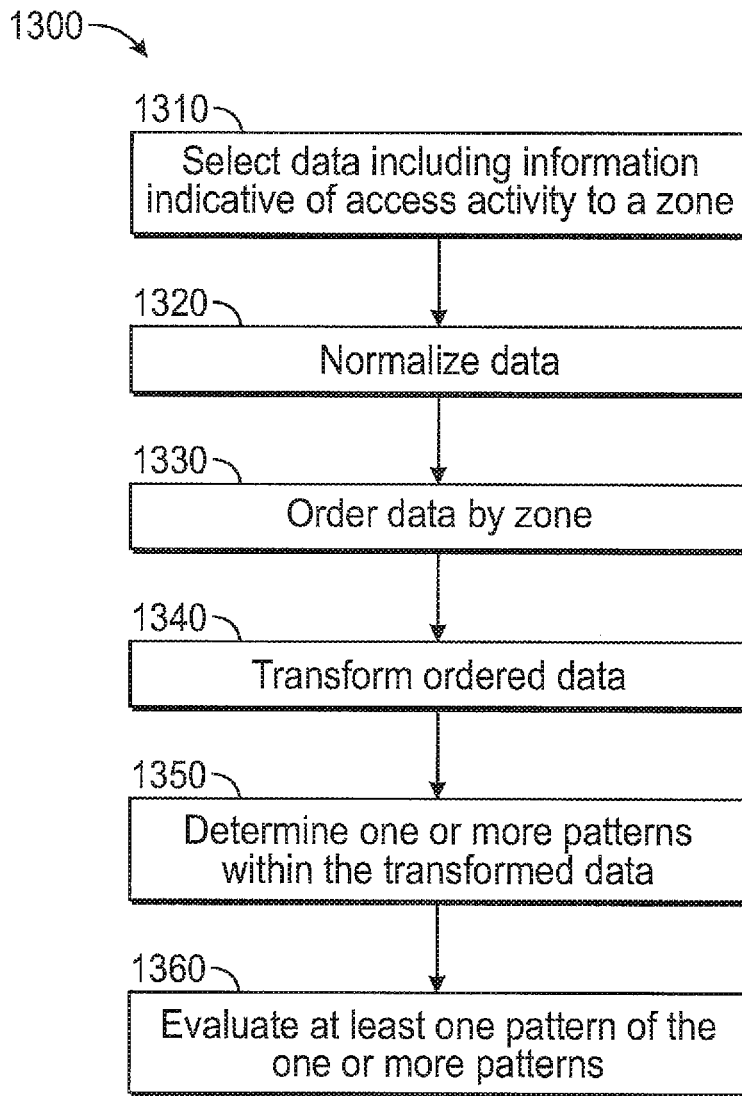 1300
1310
Select data including information
indicative of access activity to a zone
1320
Normalize data
1330
Order data by zone
1340
Transform ordered data
1350
Determine one or more patterns
within the transformed data
1360
Evaluate at least one pattern of the
one or more patterns